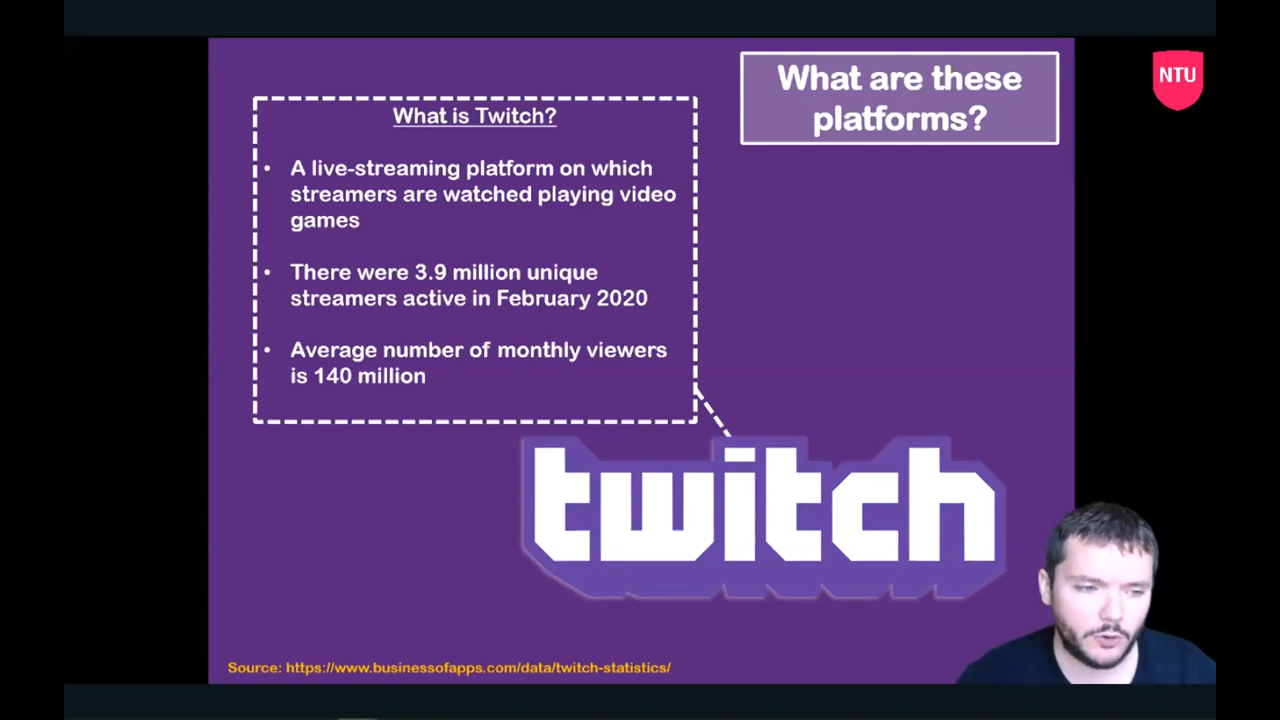 What are these
platforms?
NTU
What is Twitch?
• A live-streaming platform on which
streamers are watched playing video
games
• There were 3.9 million unique
streamers active in February 2020
• Average number of monthly viewers
is 140 million
twitch
Source: https://www.businessofapps.com/data/twitch-statistics/